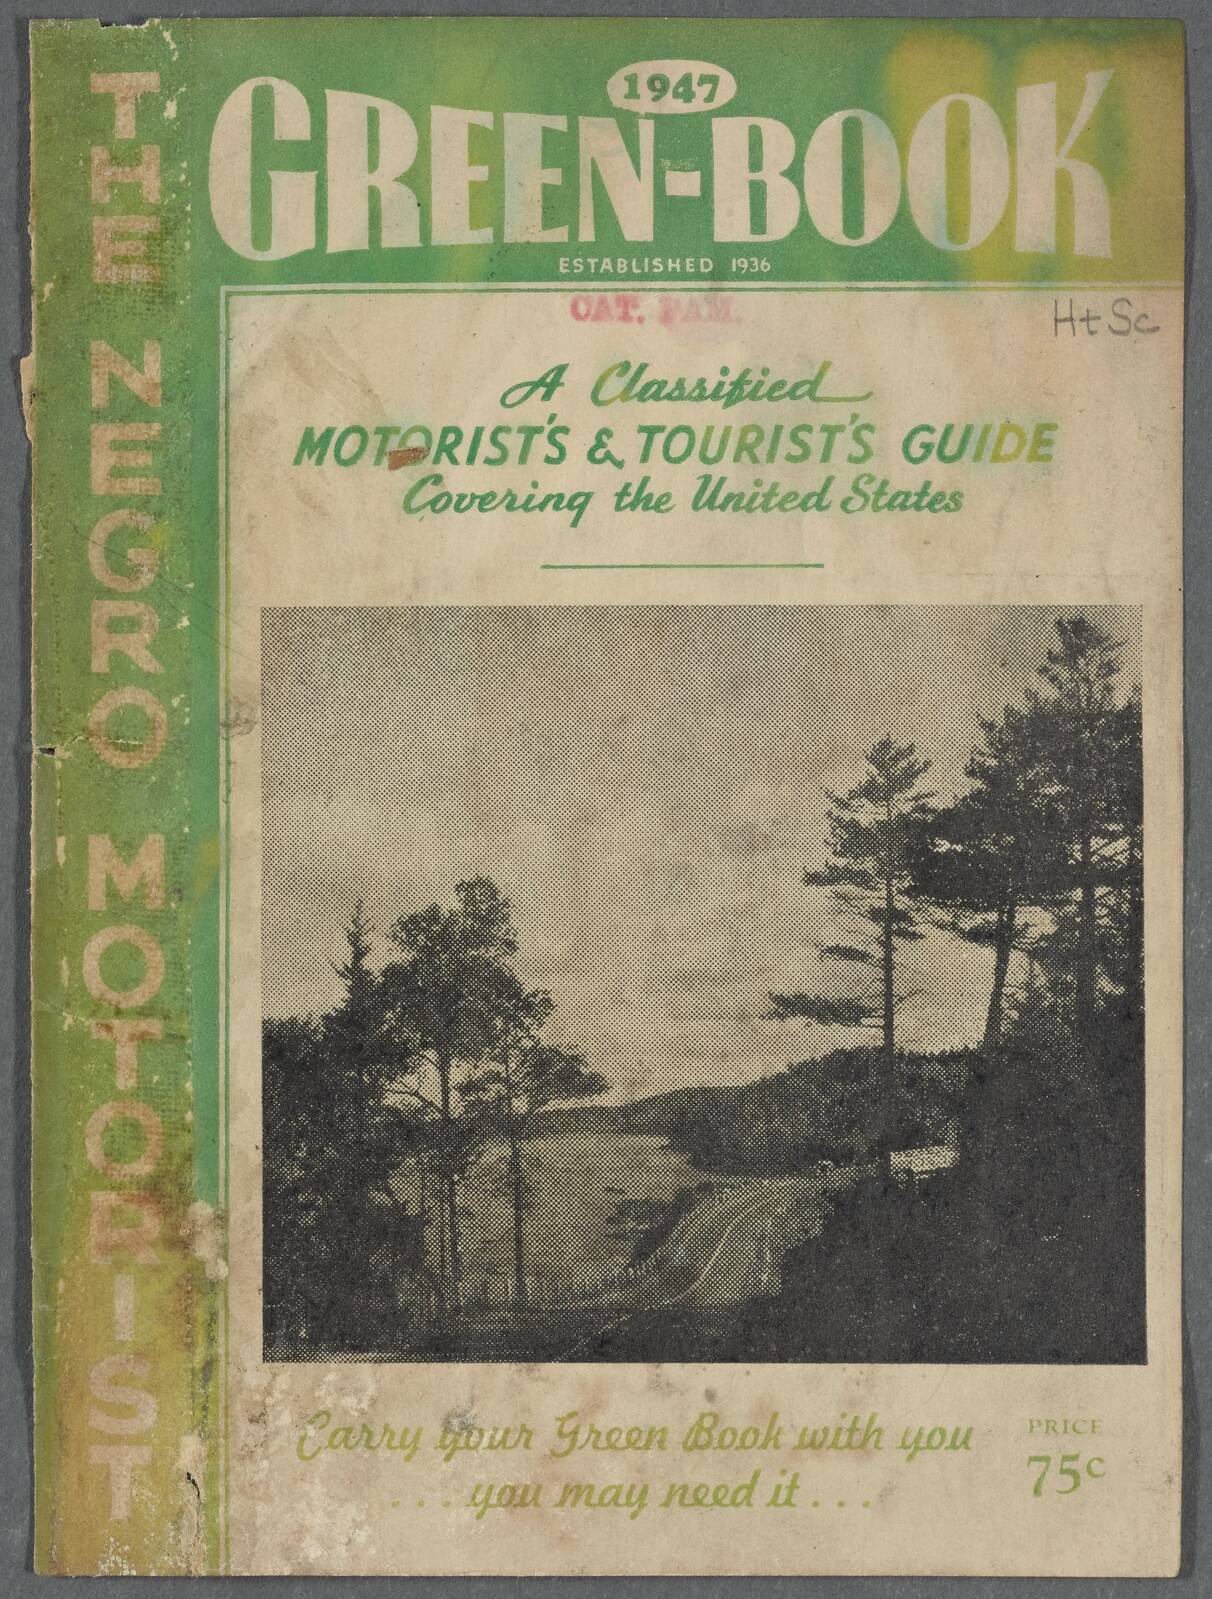 THE NEGRO MOTORIST
1947
GREEN-BOOK
ESTABLISHED 1936
CAT. PAM.
Ht Sc
A Classified
MOTORIST'S & TOURIST'S GUIDE
Covering the United States
Carry your Green Book with you
. . . you may need it . . .
PRICE
75c